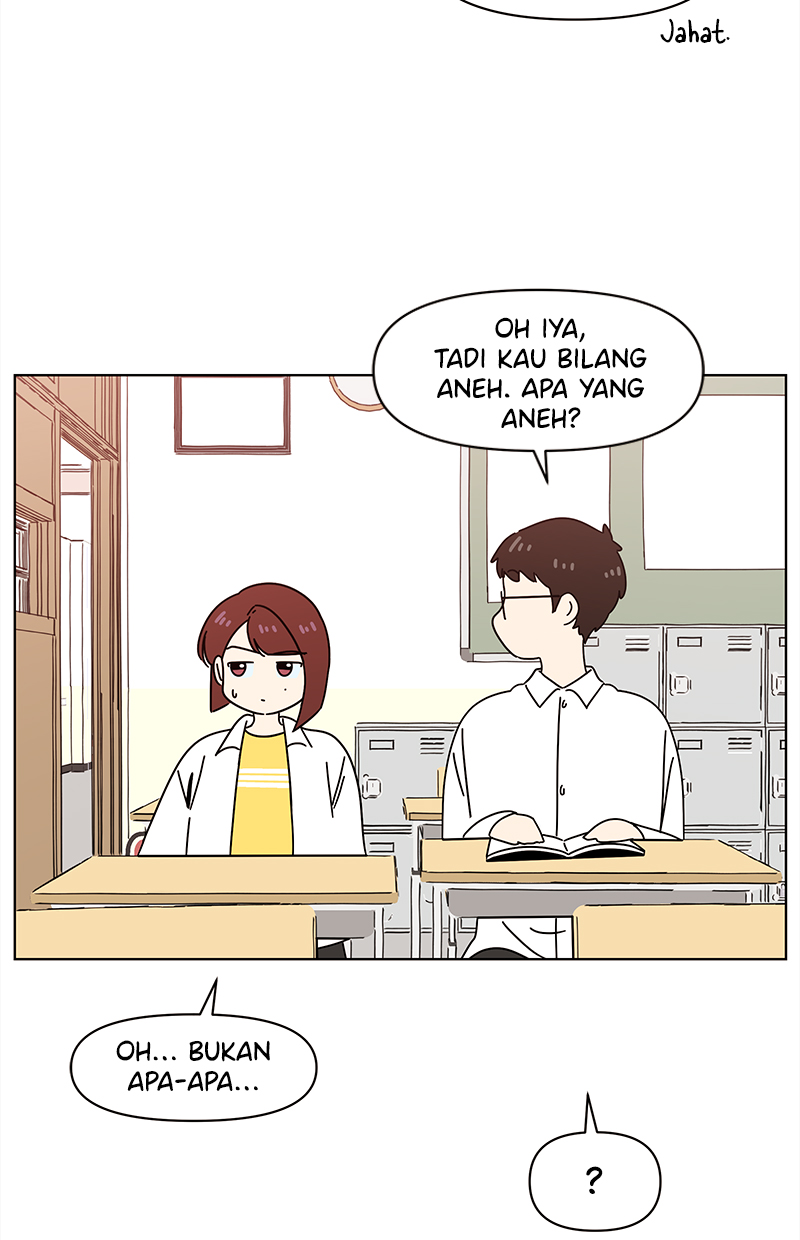 Jahat.
OH IYA,
TADI KAU BILANG
ANEH. APA YANG
ANEH?
OH... BUKAN
APA-APA...
?